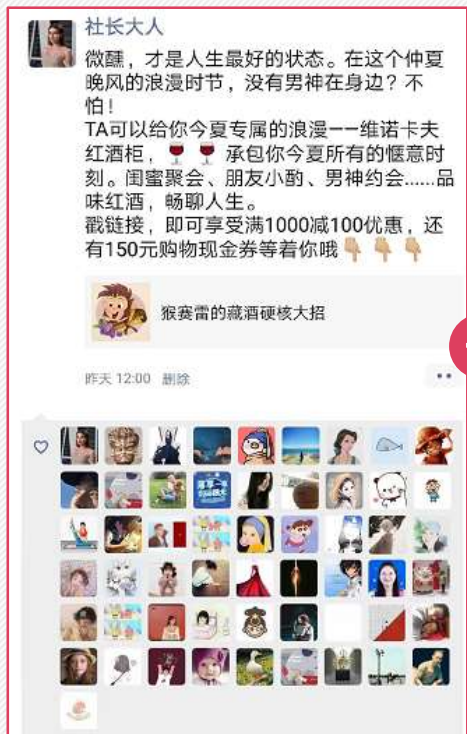 社长大人
微醺，才是人生最好的状态。在这个仲夏
晚风的浪漫时节，没有男神在身边？不
怕！
TA可以给你今夏专属的浪漫——维诺卡夫
红酒柜，🍷 🍷 承包你今夏所有的惬意时
刻。闺蜜聚会、朋友小酌、男神约会......品
味红酒，畅聊人生。
戳链接，即可享受满1000减100优惠，还
有150元购物现金券等着你哦👇🏼 👇🏼 👇🏼
猴赛雷的藏酒硬核大招
昨天 12:00 删除